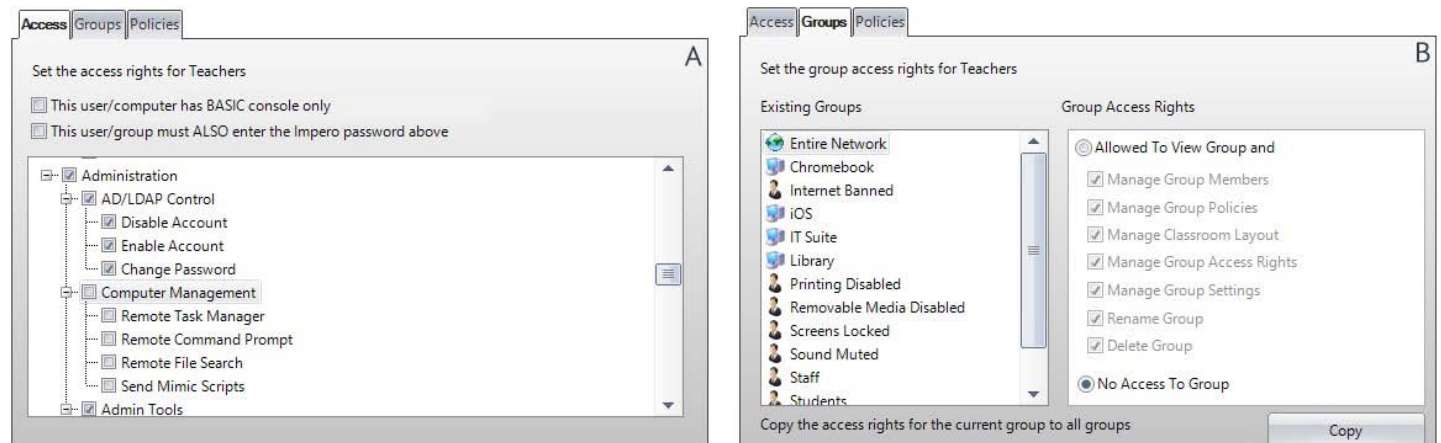 Access Groups Policies
A
Set the access rights for Teachers
This user/computer has BASIC console only
This user/group must ALSO enter the Impero password above
Administration
AD/LDAP Control
Disable Account
Enable Account
Change Password
Computer Management
Remote Task Manager
Remote Command Prompt
Remote File Search
Send Mimic Scripts
Admin Tools
Access Groups Policies
B
Set the group access rights for Teachers
Existing Groups
Entire Network
Chromebook
Internet Banned
iOS
IT Suite
Library
Printing Disabled
Removable Media Disabled
Screens Locked
Sound Muted
Staff
Students
Group Access Rights
Allowed To View Group and
Manage Group Members
Manage Group Policies
Manage Classroom Layout
Manage Group Access Rights
Manage Group Settings
Rename Group
Delete Group
No Access To Group
Copy the access rights for the current group to all groups
Copy